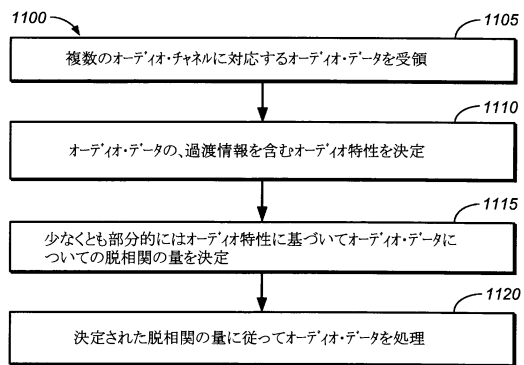 1100
1105
複数のオーディオ・チャネルに対応するオーディオ・データを受領
1110
オーディオ・データの、過渡情報を含むオーディオ特性を決定
1115
少なくとも部分的にはオーディオ特性に基づいてオーディオ・データに
ついての脱相関の量を決定
1120
決定された脱相関の量に従ってオーディオ・データを処理